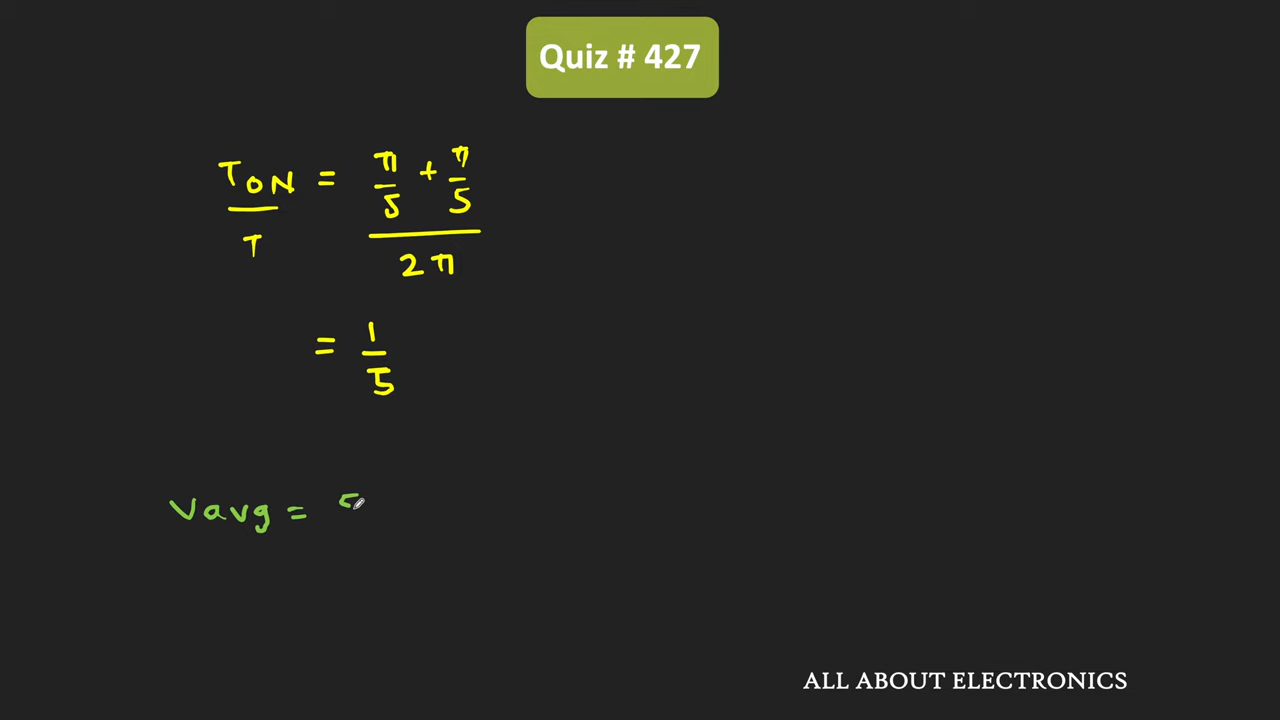 Quiz # 427
TON/T = (π/5 + π/5)/2π
= 1/5
Vavg =
ALL ABOUT ELECTRONICS